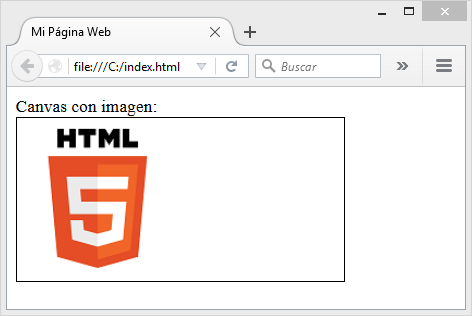 Mi Página Web
file:///C:/index.html
Buscar
Canvas con imagen:
HTML
5